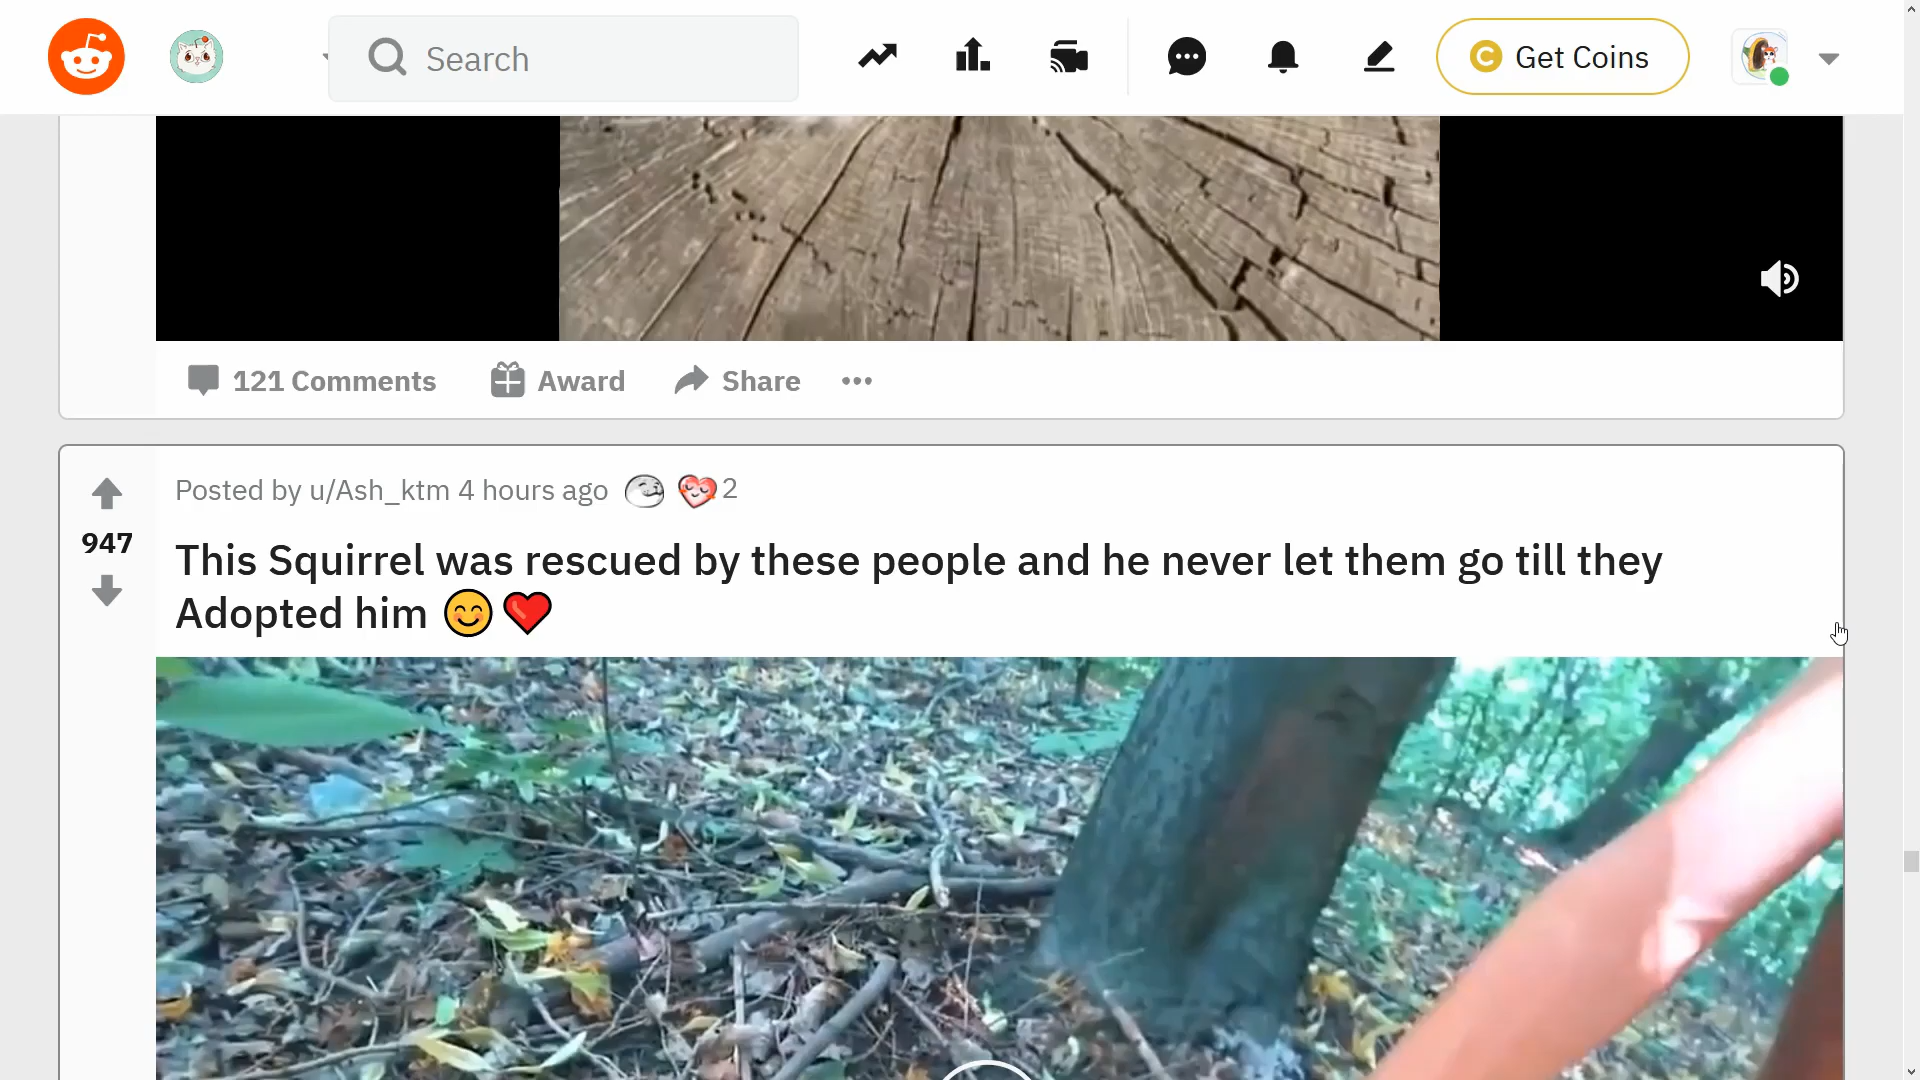 Search
Get Coins
121 Comments
Award
Share
Posted by u/Ash_ktm 4 hours ago
2
947
This Squirrel was rescued by these people and he never let them go till they
Adopted him 😊❤️